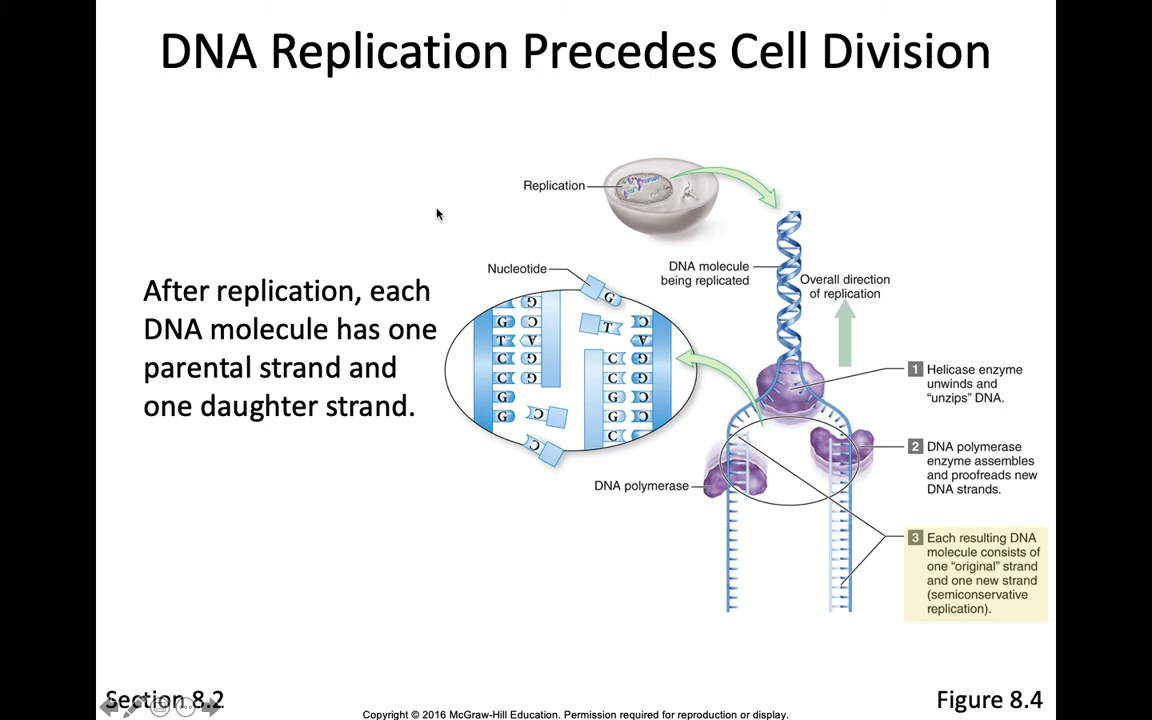 DNA Replication Precedes Cell Division
Replication
Nucleotide
DNA molecule
being replicated
Overall direction
of replication
After replication, each
DNA molecule has one
parental strand and
one daughter strand.
G
C
G
G
C
T
C
T
A
A
C
G
C
G
C
G
C
G
G
C
G
C
G
C
G
C
C
C
1 Helicase enzyme
unwinds and
"unzips" DNA.
2 DNA polymerase
enzyme assembles
and proofreads new
DNA strands.
DNA polymerase
3 Each resulting DNA
molecule consists of
one "original" strand
and one new strand
(semiconservative
replication).
Section 8.2
Figure 8.4
Copyright © 2016 McGraw-Hill Education. Permission required for reproduction or display.